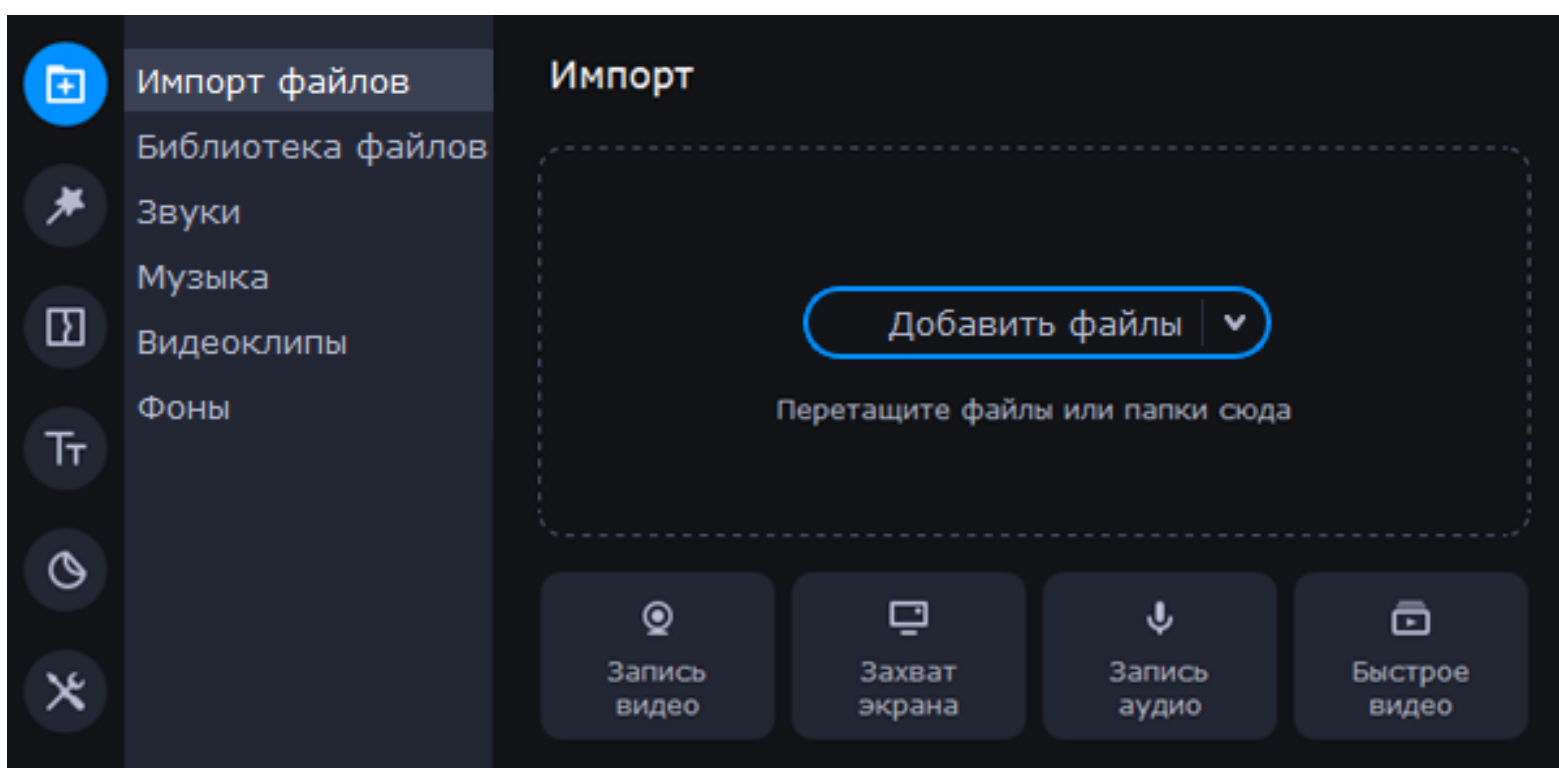 Импорт файлов
Библиотека файлов
Звуки
Музыка
Видеоклипы
Фоны
Тт
Импорт
Добавить файлы
Перетащите файлы или папки сюда
Запись
видео
Захват
экрана
Запись
аудио
Быстрое
видео